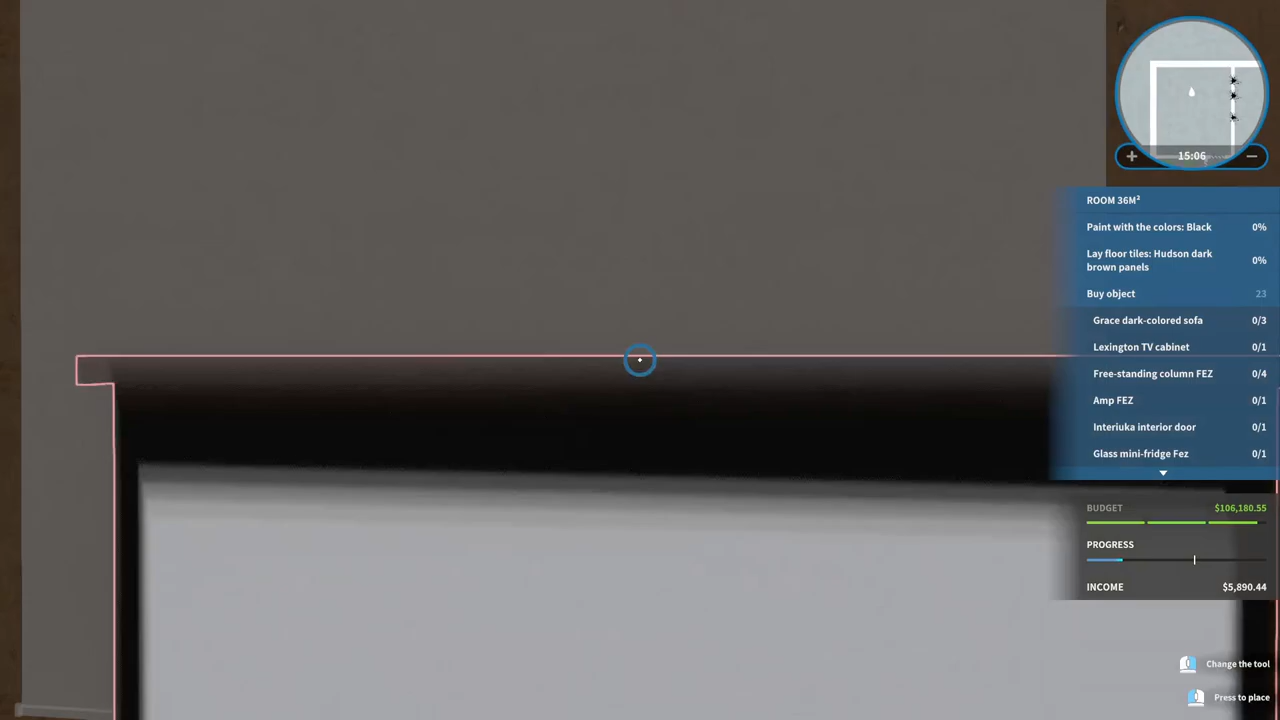 15:06
ROOM 36M²
Paint with the colors: Black 0%
Lay floor tiles: Hudson dark
brown panels 0%
Buy object 23
Grace dark-colored sofa 0/3
Lexington TV cabinet 0/1
Free-standing column FEZ 0/4
Amp FEZ 0/1
Interiuka interior door 0/1
Glass mini-fridge Fez 0/1
BUDGET $106,180.55
PROGRESS
INCOME $5,890.44
Change the tool
Press to place